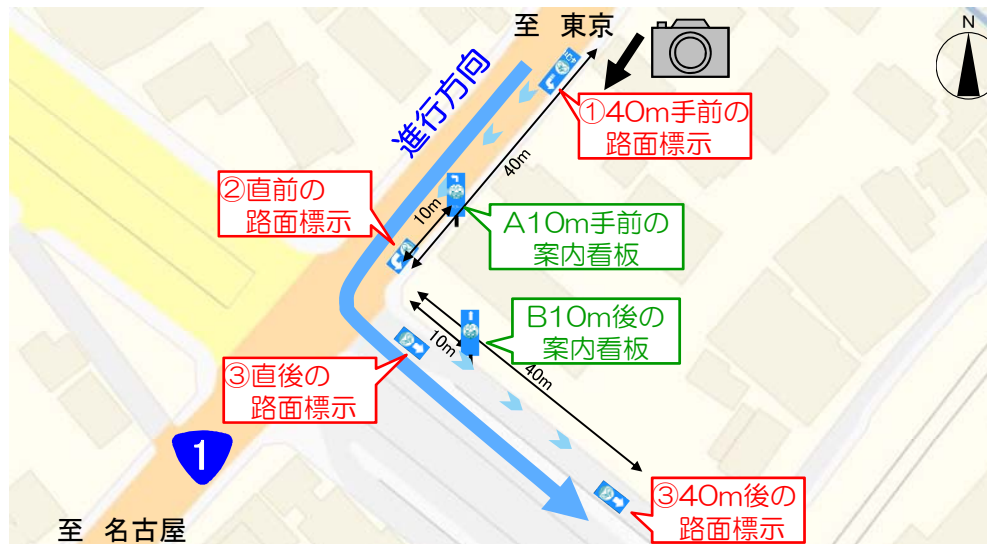 至 東京
N
進行方向
①40m手前の
路面標示
40m
②直前の
路面標示
10m
A10m手前の
案内看板
B10m後の
案内看板
10m
40m
③直後の
路面標示
1
③40m後の
路面標示
至 名古屋